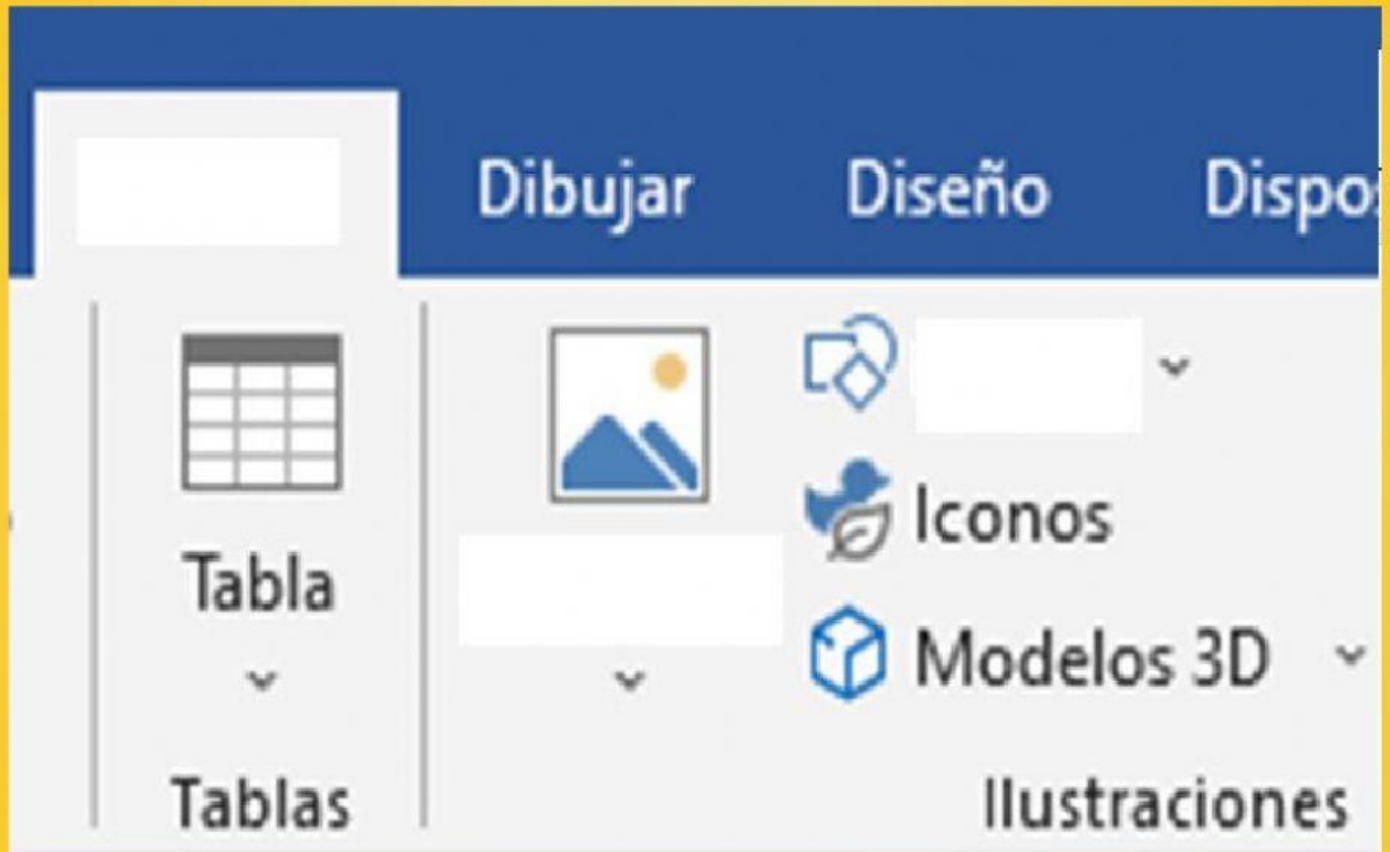 Dibujar Diseño Dispo
Iconos
Tabla
Modelos 3D
Tablas Ilustraciones